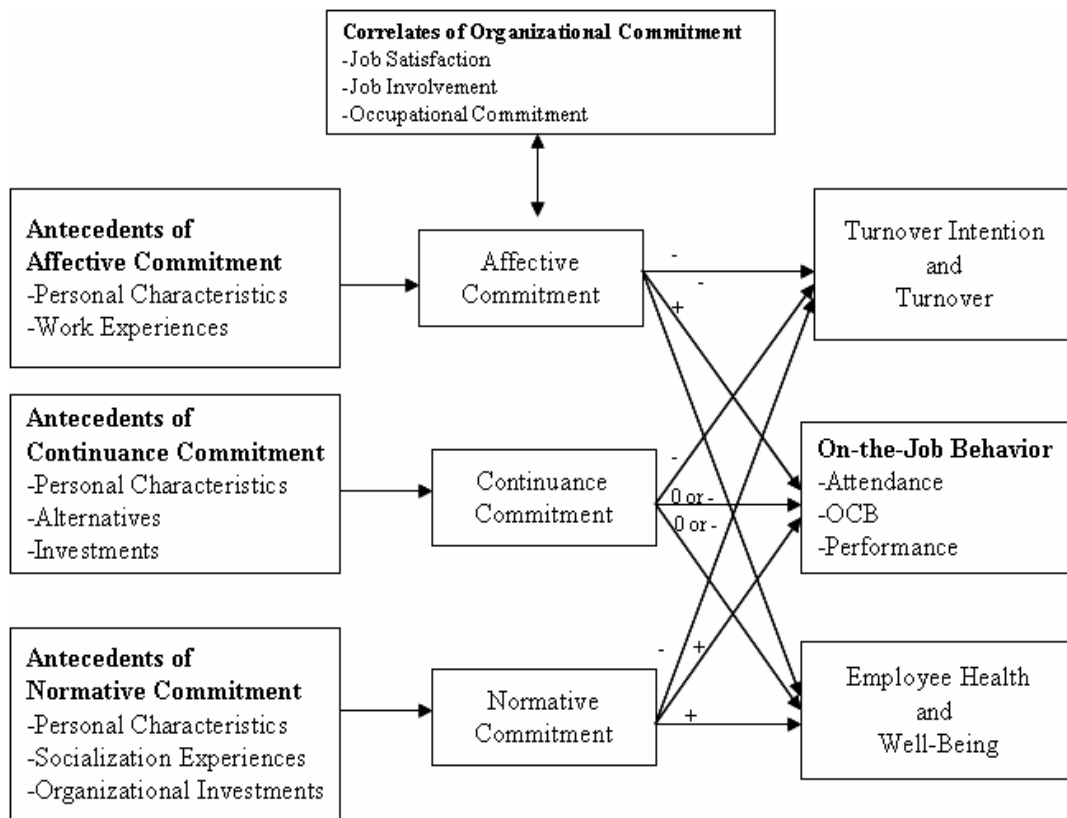 Correlates of Organizational Commitment
-Job Satisfaction
-Job Involvement
-Occupational Commitment
Antecedents of
Affective Commitment
-Personal Characteristics
-Work Experiences
Affective
Commitment
-
-
+
Turnover Intention
and
Turnover
Antecedents of
Continuance Commitment
-Personal Characteristics
-Alternatives
-Investments
Continuance
Commitment
-
0 or -
0 or -
On-the-Job Behavior
-Attendance
-OCB
-Performance
Antecedents of
Normative Commitment
-Personal Characteristics
-Socialization Experiences
-Organizational Investments
Normative
Commitment
- +
+
Employee Health
and
Well-Being